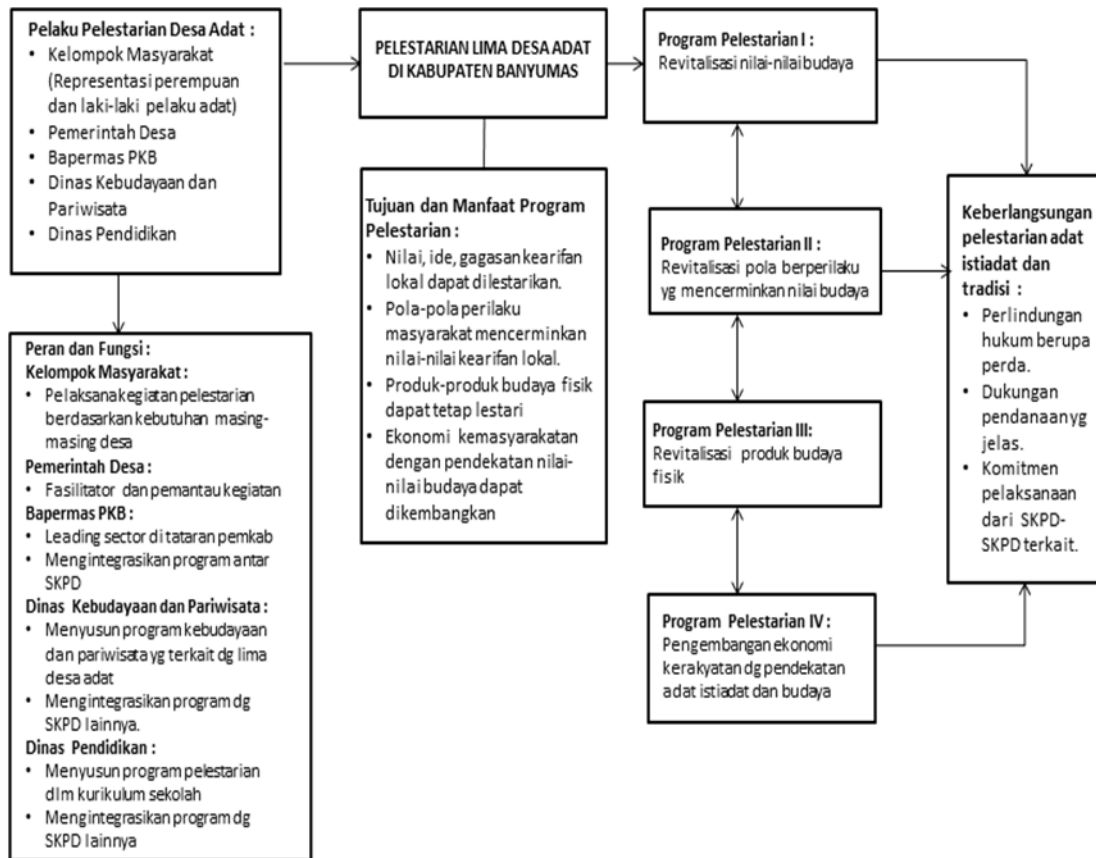 Pelaku Pelestarian Desa Adat :
• Kelompok Masyarakat
(Representasi perempuan
dan laki-laki pelaku adat)
• Pemerintah Desa
• Bapermas PKB
• Dinas Kebudayaan dan
Pariwisata
• Dinas Pendidikan
Peran dan Fungsi :
Kelompok Masyarakat :
• Pelaksana kegiatan pelestarian
berdasarkan kebutuhan masing-
masing desa
Pemerintah Desa :
• Fasilitator dan pemantau kegiatan
Bapermas PKB :
• Leading sector di tataran pemkab
• Mengintegrasikan program antar
SKPD
Dinas Kebudayaan dan Pariwisata :
• Menyusun program kebudayaan
dan pariwisata yg terkait dg lima
desa adat
• Mengintegrasikan program dg
SKPD lainnya.
Dinas Pendidikan :
• Menyusun program pelestarian
dlm kurikulum sekolah
• Mengintegrasikan program dg
SKPD lainnya
PELESTARIAN LIMA DESA ADAT
DI KABUPATEN BANYUMAS
Tujuan dan Manfaat Program
Pelestarian :
• Nilai, ide, gagasan kearifan
lokal dapat dilestarikan.
• Pola-pola perilaku
masyarakat mencerminkan
nilai-nilai kearifan lokal.
• Produk-produk budaya fisik
dapat tetap lestari
• Ekonomi kemasyarakatan
dengan pendekatan nilai-
nilai budaya dapat
dikembangkan
Program Pelestarian I :
Revitalisasi nilai-nilai budaya
Program Pelestarian II :
Revitalisasi pola berperilaku
yg mencerminkan nilai budaya
Program Pelestarian III:
Revitalisasi produk budaya
fisik
Program Pelestarian IV :
Pengembangan ekonomi
kerakyatan dg pendekatan
adat istiadat dan budaya
Keberlangsungan
pelestarian adat
istiadat dan
tradisi :
• Perlindungan
hukum berupa
perda.
• Dukungan
pendanaan yg
jelas.
• Komitmen
pelaksanaan
dari SKPD-
SKPD terkait.